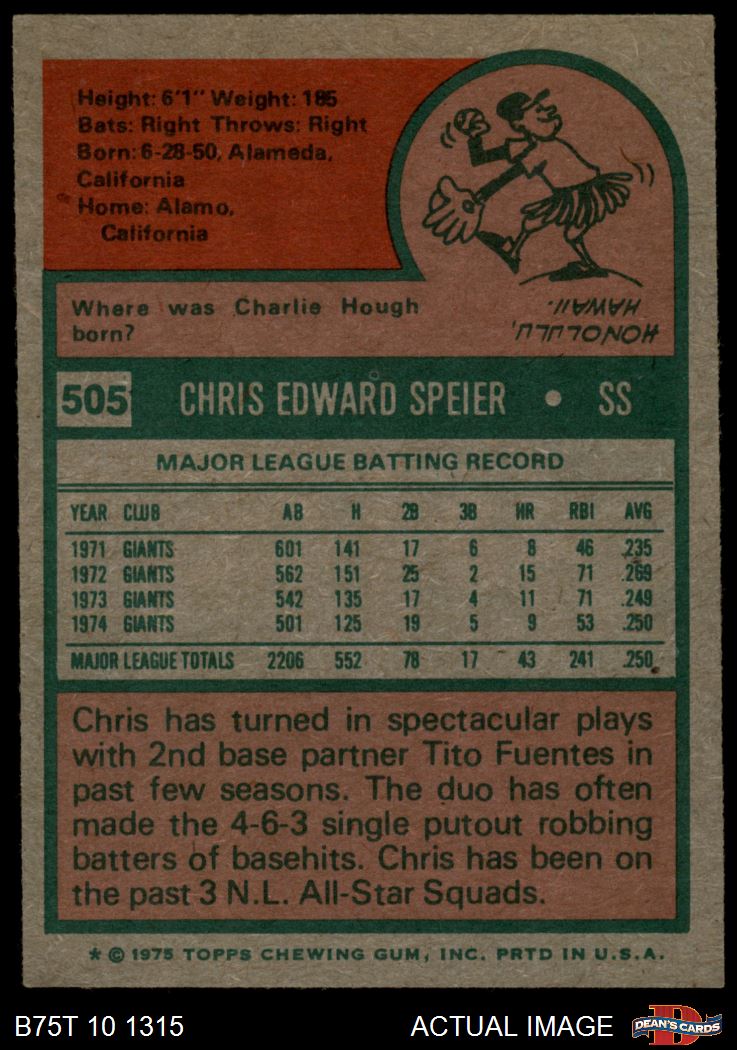 Height: 6'1" Weight: 185
Bats: Right Throws: Right
Born: 6-28-50, Alameda,
California
Home: Alamo,
California
Where was Charlie Hough
born?
HONOLULU,
HAWAII.
505 CHRIS EDWARD SPEIER • SS
MAJOR LEAGUE BATTING RECORD
YEAR CLUB AB H 2B 3B HR RBI AVG
1971 GIANTS 601 141 17 6 8 46 .235
1972 GIANTS 562 151 25 2 15 71 .269
1973 GIANTS 542 135 17 4 11 71 .249
1974 GIANTS 501 125 19 5 9 53 .250
MAJOR LEAGUE TOTALS 2206 552 78 17 43 241 .250
Chris has turned in spectacular plays
with 2nd base partner Tito Fuentes in
past few seasons. The duo has often
made the 4-6-3 single putout robbing
batters of basehits. Chris has been on
the past 3 N.L. All-Star Squads.
* © 1975 TOPPS CHEWING GUM, INC. PRTD IN U.S.A.
B75T 10 1315 ACTUAL IMAGE DEAN'S CARDS